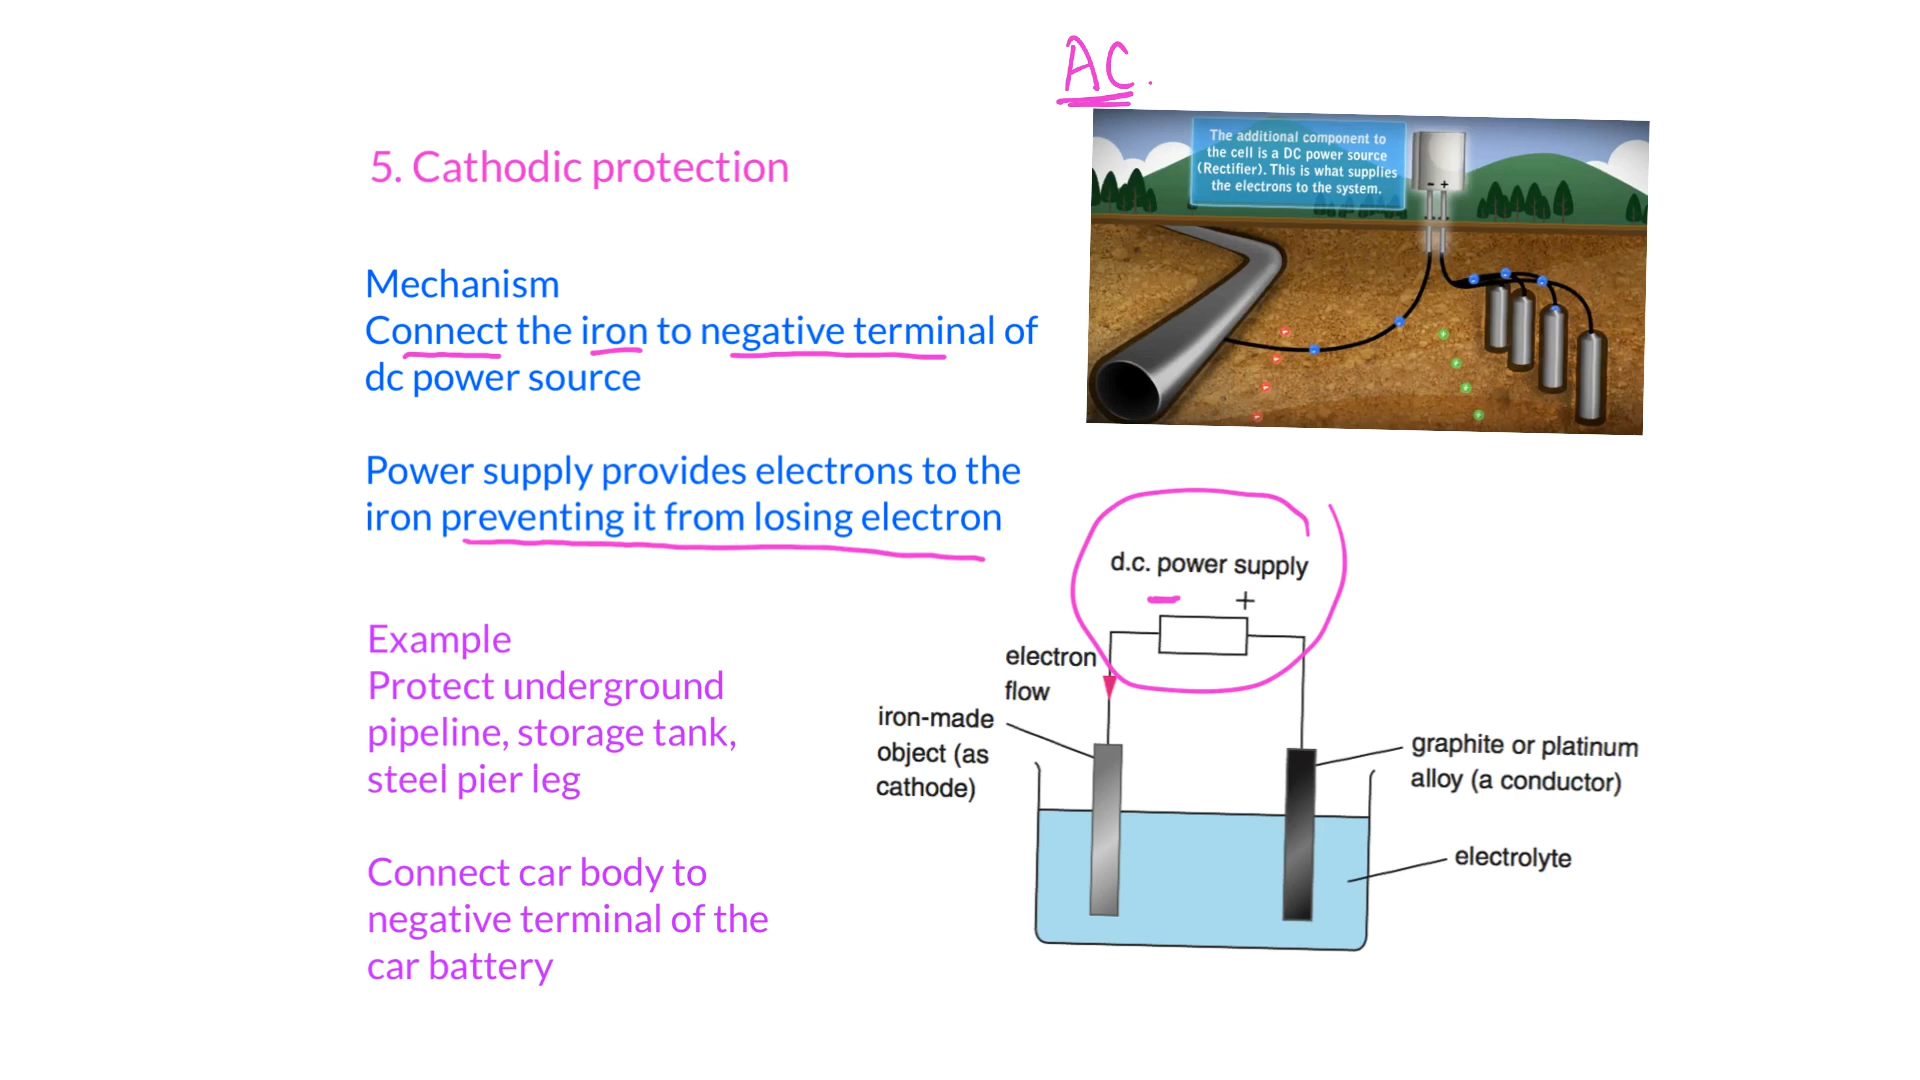 AC.
5. Cathodic protection
The additional component to
the cell is a DC power source
(Rectifier). This is what supplies
the electrons to the system.
- +
Mechanism
Connect the iron to negative terminal of
dc power source
Power supply provides electrons to the
iron preventing it from losing electron
Example
Protect underground
pipeline, storage tank,
steel pier leg
Connect car body to
negative terminal of the
car battery
d.c. power supply
- +
electron
flow
iron-made
object (as
cathode)
graphite or platinum
alloy (a conductor)
electrolyte